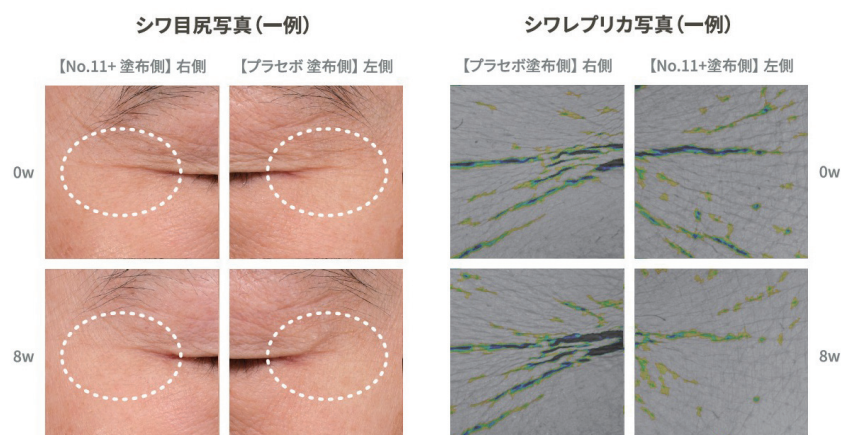 シワ目尻写真（一例）
【No.11+ 塗布側】右側 【プラセボ 塗布側】左側
0w
8w
シワレプリカ写真（一例）
【プラセボ塗布側】右側 【No.11+塗布側】左側
0w
8w